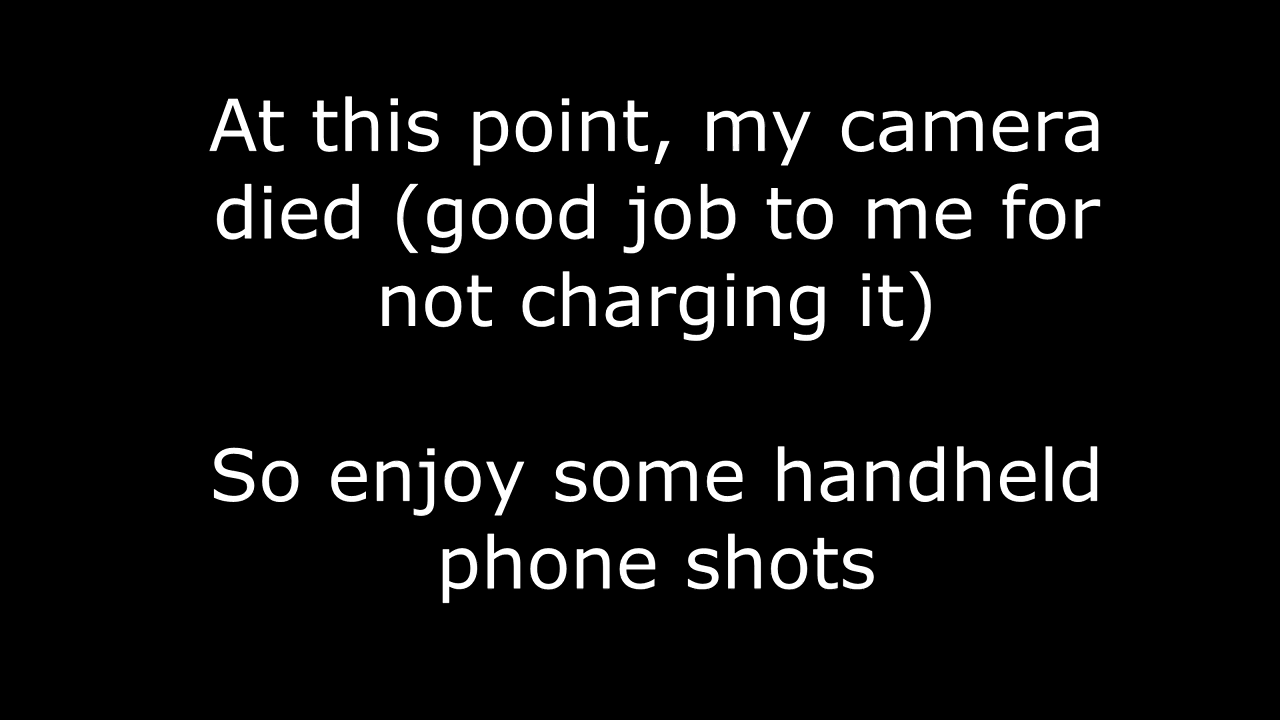 At this point, my camera
died (good job to me for
not charging it)
So enjoy some handheld
phone shots